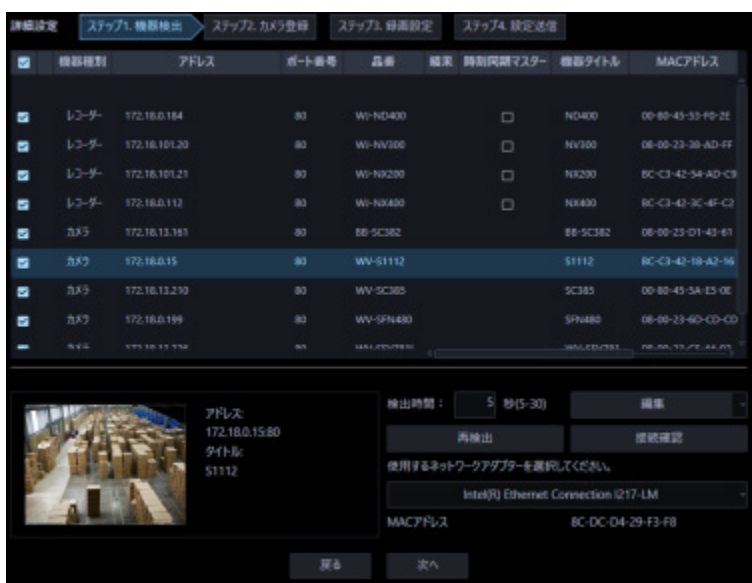 詳細設定 ステップ1. 機器検出 ステップ2. カメラ登録 ステップ3. 録画設定 ステップ4. 設定送信
機器種別 アドレス ポート番号 品番 結果 時刻同期マスター 機器タイトル MACアドレス
レコーダー 172.18.0.184 80 WJ-ND400 ND400 00-80-45-53-F0-2E
レコーダー 172.18.101.20 80 WJ-NV300 NV300 08-00-23-38-AD-FF
レコーダー 172.18.101.21 80 WJ-NX200 NX200 BC-C3-42-54-AD-C9
レコーダー 172.18.0.112 80 WJ-NX400 NX400 BC-C3-42-3C-4F-C2
カメラ 172.18.13.161 80 BB-SC382 BB-SC382 08-00-23-D1-43-61
カメラ 172.18.0.15 80 WV-S1112 S1112 BC-C3-42-18-A2-16
カメラ 172.18.13.210 80 WV-SC385 SC385 00-80-45-5A-E5-0E
カメラ 172.18.0.199 80 WV-SFN480 SFN480 08-00-23-6D-CD-CD
カメラ 80
アドレス:
172.18.0.15:80
タイトル:
S1112
検出時間: 5 秒(5-30) 編集
再検出 接続確認
使用するネットワークアダプターを選択してください。
Intel(R) Ethernet Connection I217-LM
MACアドレス 8C-DC-D4-29-F3-F8
戻る 次へ